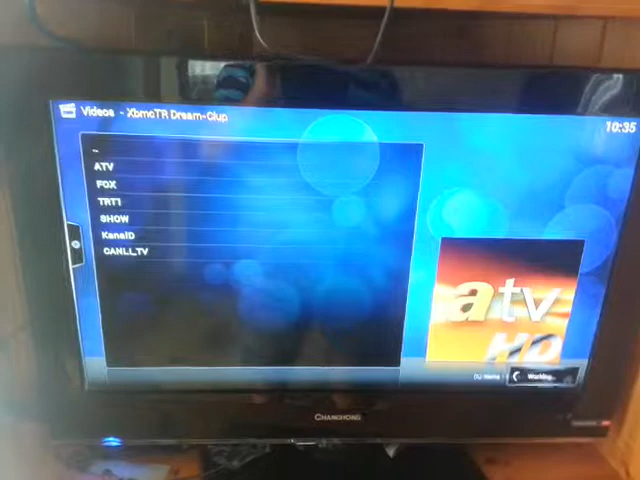 Videos - XbmcTR Dream-Clup
10:35
..
ATV
FOX
TRT1
SHOW
KanalD
CANLI_TV
atv
HD
Working...
CHANGHONG